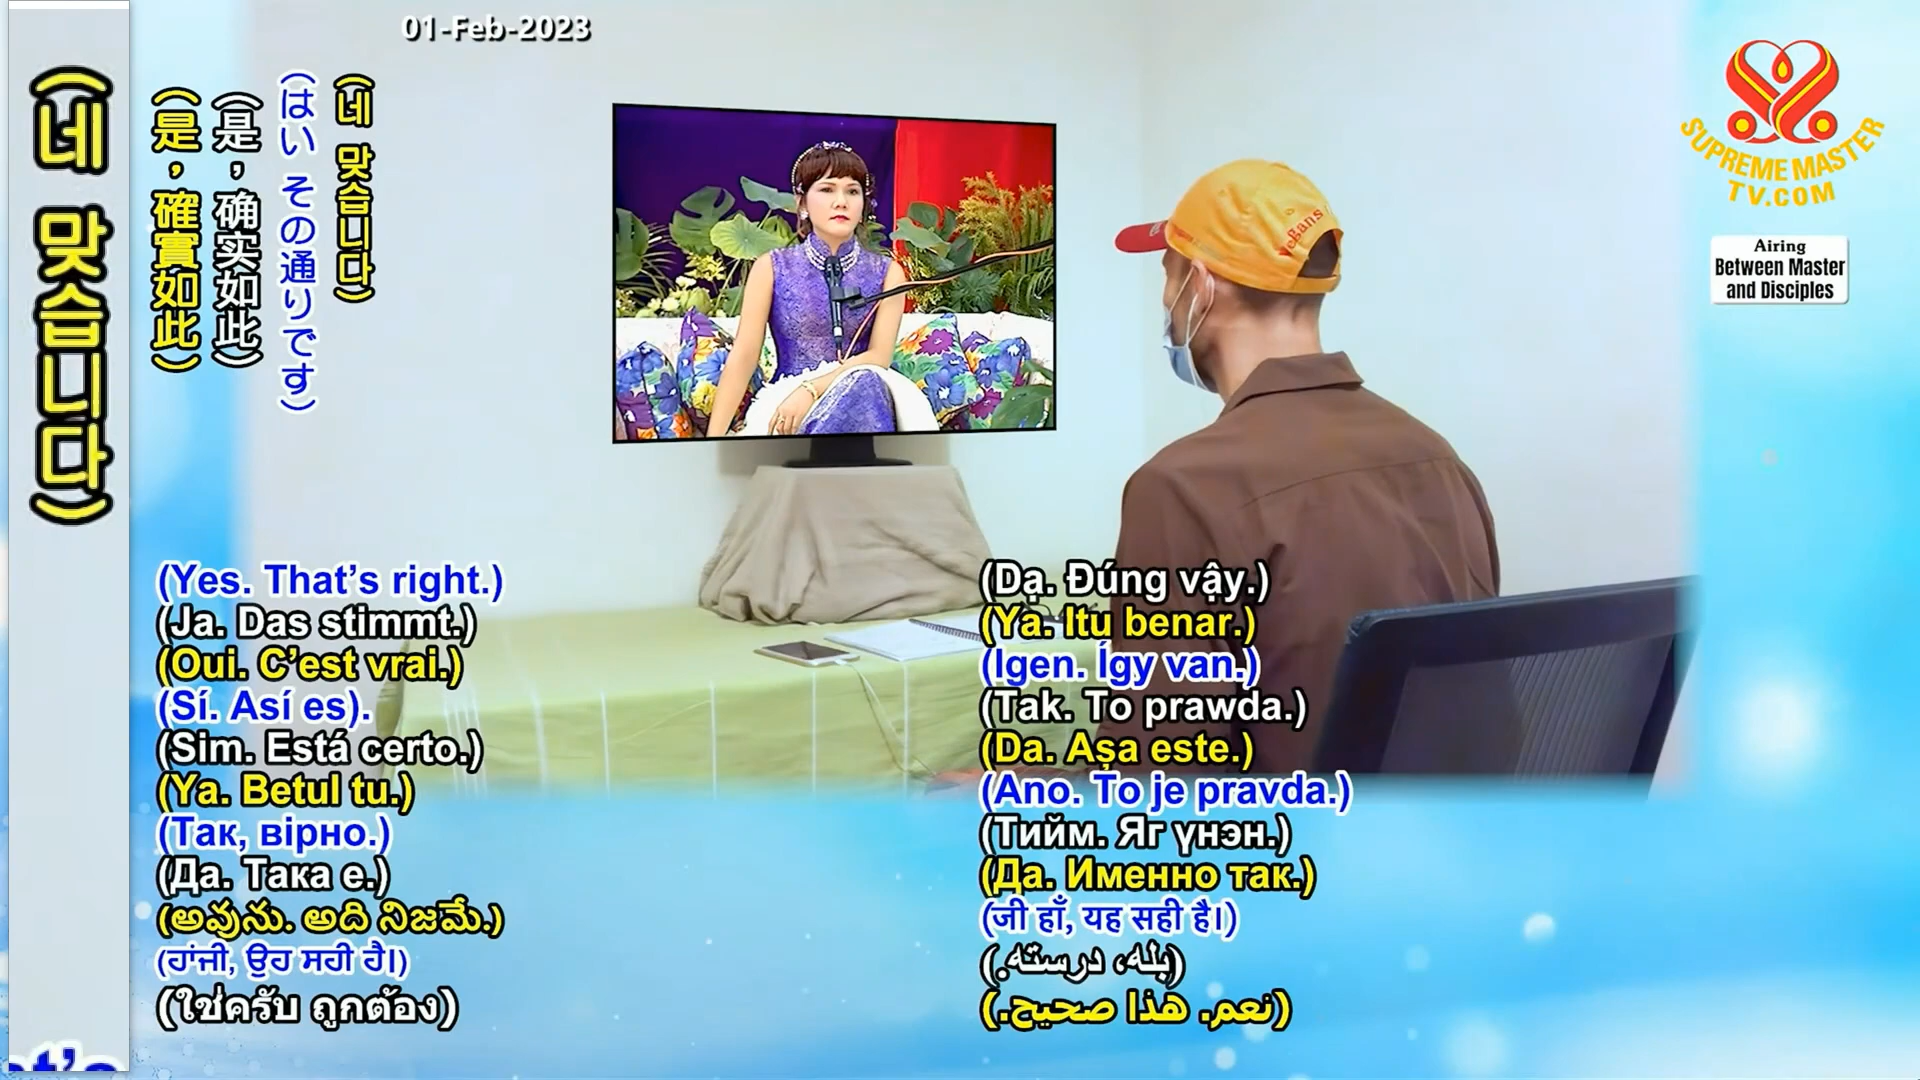 01-Feb-2023
(네 맞습니다)
(네 맞습니다)
(はい その通りです)
(是，确实如此)
(是，確實如此)
SUPREME MASTER
TV.COM
Airing
Between Master
and Disciples
vegans
(Yes. That’s right.)
(Ja. Das stimmt.)
(Oui. C’est vrai.)
(Sí. Así es).
(Sim. Está certo.)
(Ya. Betul tu.)
(Так, вірно.)
(Да. Така е.)
(అవును. అది నిజమే.)
(ਹਾਂਜੀ, ਉਹ ਸਹੀ ਹੈ।)
(ใช่ครับ ถูกต้อง)
(Dạ. Đúng vậy.)
(Ya. Itu benar.)
(Igen. Így van.)
(Tak. To prawda.)
(Da. Așa este.)
(Ano. To je pravda.)
(Тийм. Яг үнэн.)
(Да. Именно так.)
(जी हाँ, यह सही है।)
(بله، درسته.)
(نعم. هذا صحيح.)